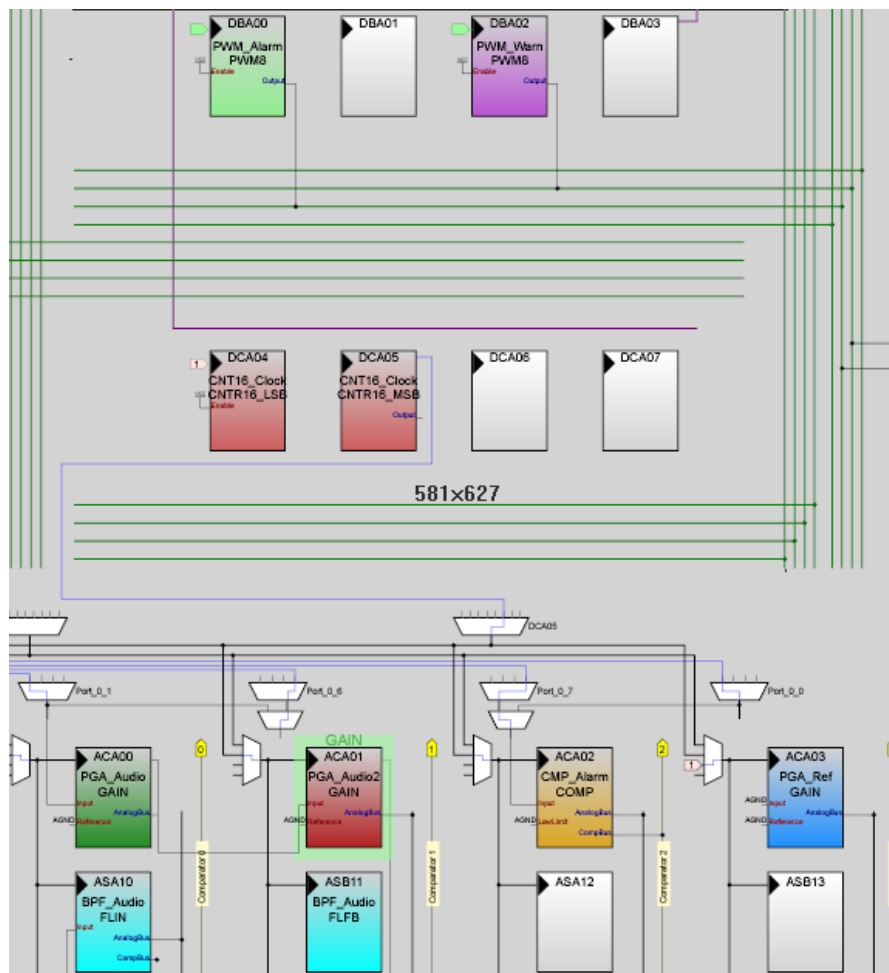 DBA00
DBA01
DBA02
DBA03
PWM_Alarm
PWM8
PWM_Warn
PWM8
Enable
Output
Enable
Output
DCA04
DCA05
DCA06
DCA07
1
CNT16_Clock
CNTR16_LSB
CNT16_Clock
CNTR16_MSB
Enable
Output
581×627
DCA05
Port_0_1
Port_0_6
Port_0_7
Port_0_0
0
GAIN
1
2
ACA00
PGA_Audio
GAIN
ACA01
PGA_Audio2
GAIN
ACA02
CMP_Alarm
COMP
1
ACA03
PGA_Ref
GAIN
Input
AnalogBus
AGND
Reference
Input
AnalogBus
AGND
Reference
Input
AnalogBus
AGND
LowLimit
CompBus
AGND
Input
AnalogBus
AGND
Reference
Comparator 0
Comparator 1
Comparator 2
ASA10
BPF_Audio
FLIN
Input
AnalogBus
CompBus
ASB11
BPF_Audio
FLFB
ASA12
ASB13